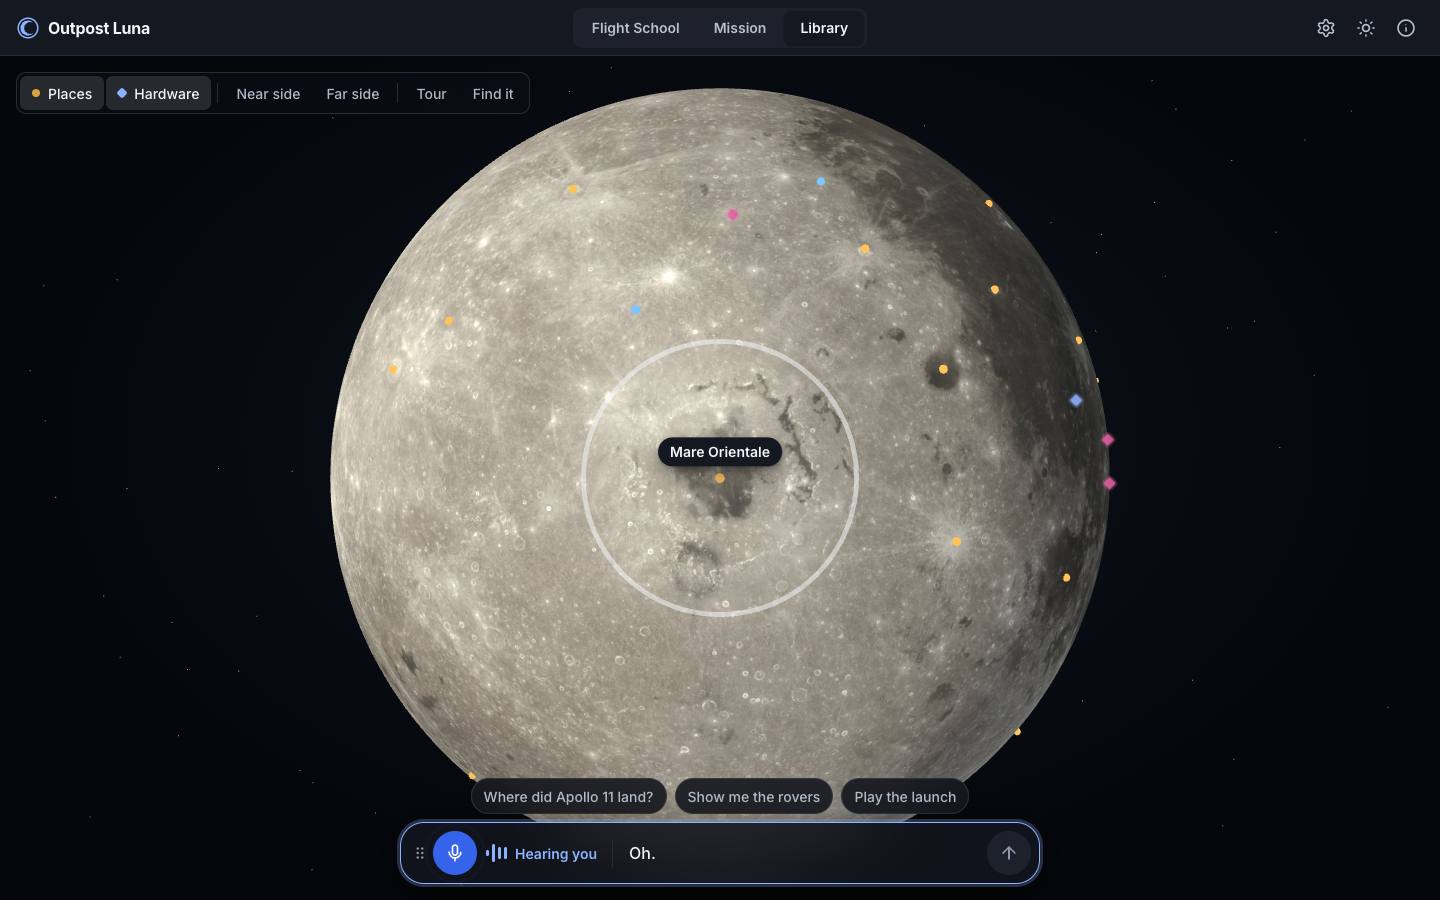 Outpost Luna
Flight School
Mission
Library
Places
Hardware
Near side
Far side
Tour
Find it
Mare Orientale
Where did Apollo 11 land?
Show me the rovers
Play the launch
Hearing you
Oh.